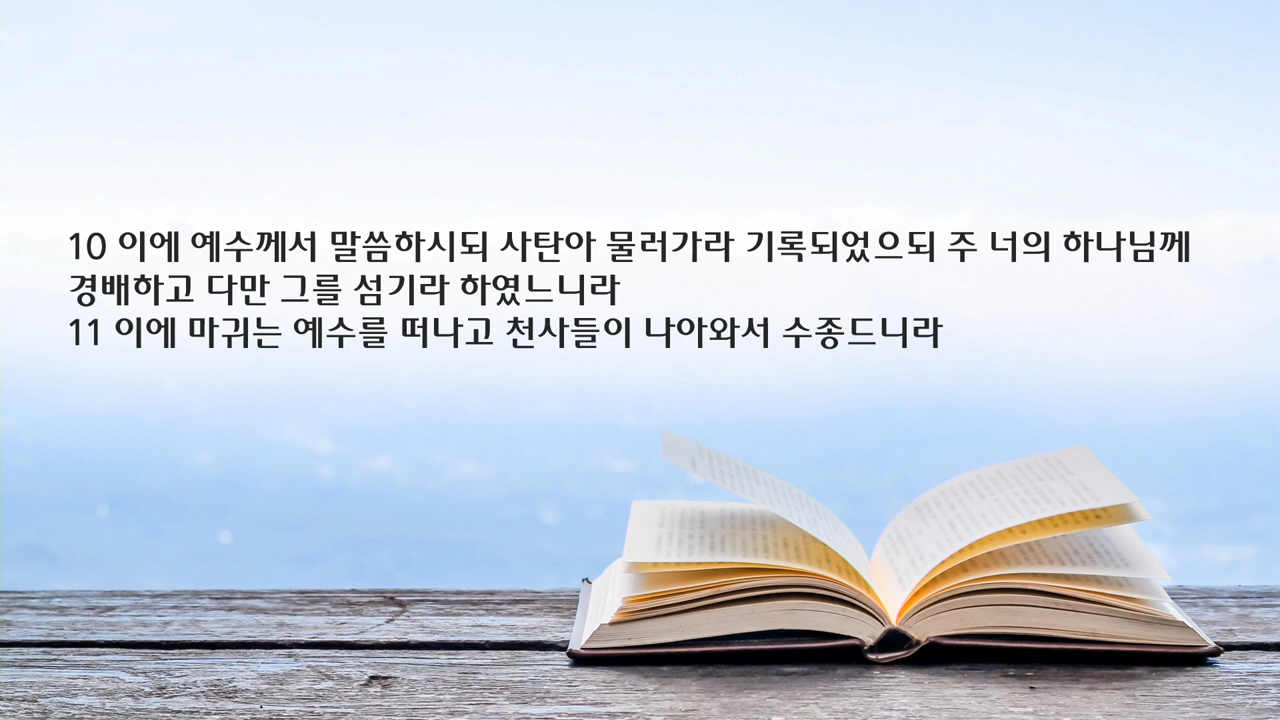 10 이에 예수께서 말씀하시되 사탄아 물러가라 기록되었으되 주 너의 하나님께
경배하고 다만 그를 섬기라 하였느니라
11 이에 마귀는 예수를 떠나고 천사들이 나아와서 수종드니라